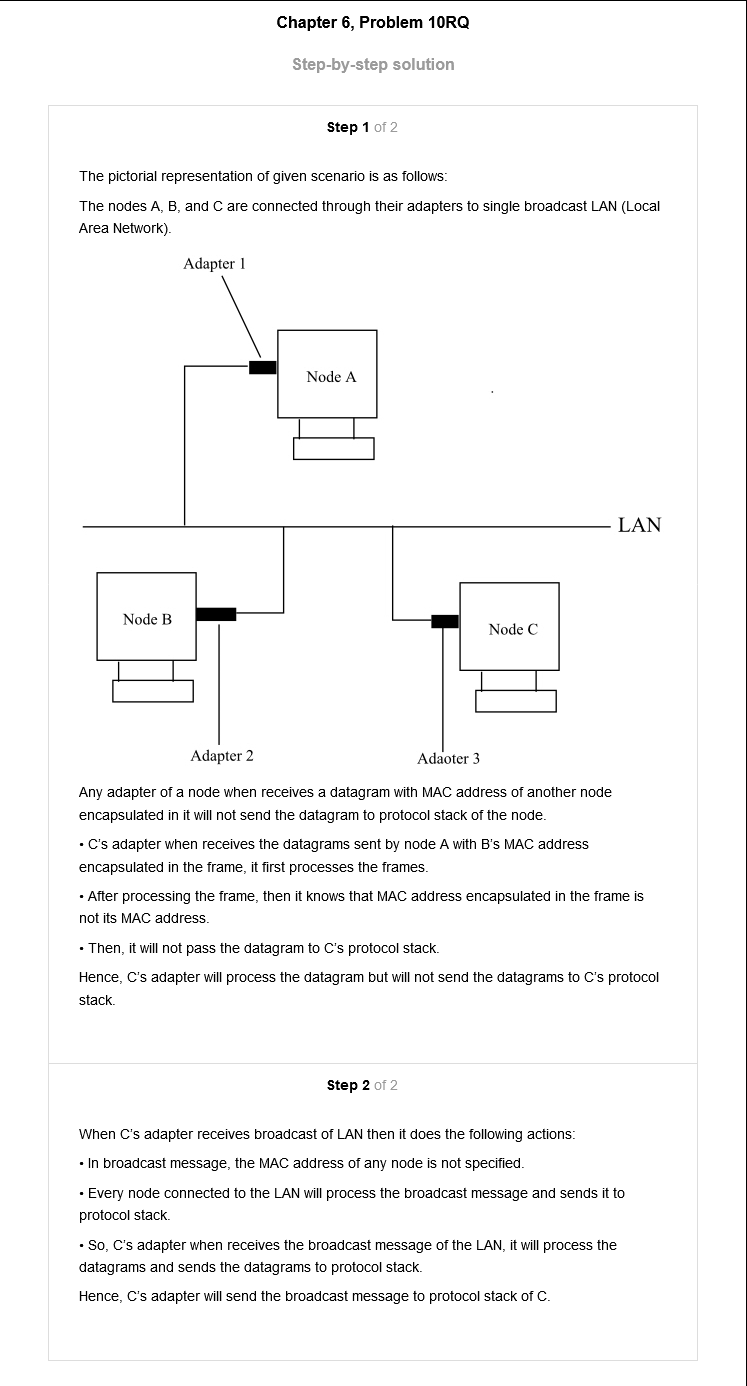 Chapter 6, Problem 10RQ
Step-by-step solution
Step 1 of 2
The pictorial representation of given scenario is as follows:
The nodes A, B, and C are connected through their adapters to single broadcast LAN (Local
Area Network).
Adapter 1
Node A
LAN
Node B
Node C
Adapter 2
Adaoter 3
Any adapter of a node when receives a datagram with MAC address of another node
encapsulated in it will not send the datagram to protocol stack of the node.
• C's adapter when receives the datagrams sent by node A with B's MAC address
encapsulated in the frame, it first processes the frames.
• After processing the frame, then it knows that MAC address encapsulated in the frame is
not its MAC address.
• Then, it will not pass the datagram to C's protocol stack.
Hence, C's adapter will process the datagram but will not send the datagrams to C's protocol
stack.
Step 2 of 2
When C's adapter receives broadcast of LAN then it does the following actions:
• In broadcast message, the MAC address of any node is not specified.
• Every node connected to the LAN will process the broadcast message and sends it to
protocol stack.
• So, C's adapter when receives the broadcast message of the LAN, it will process the
datagrams and sends the datagrams to protocol stack.
Hence, C's adapter will send the broadcast message to protocol stack of C.